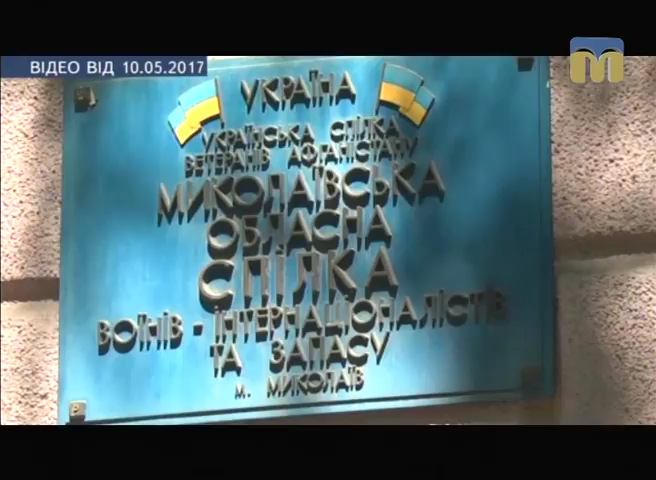 ВІДЕО ВІД 10.05.2017
М
УКРАЇНА
УКРАЇНСЬКА СПІЛКА
ВЕТЕРАНІВ АФГАНІСТАНУ
МИКОЛАЇВСЬКА
ОБЛАСНА
СПІЛКА
ВОЇНІВ - ІНТЕРНАЦІОНАЛІСТІВ
ТА ЗАПАСУ
м. МИКОЛАЇВ